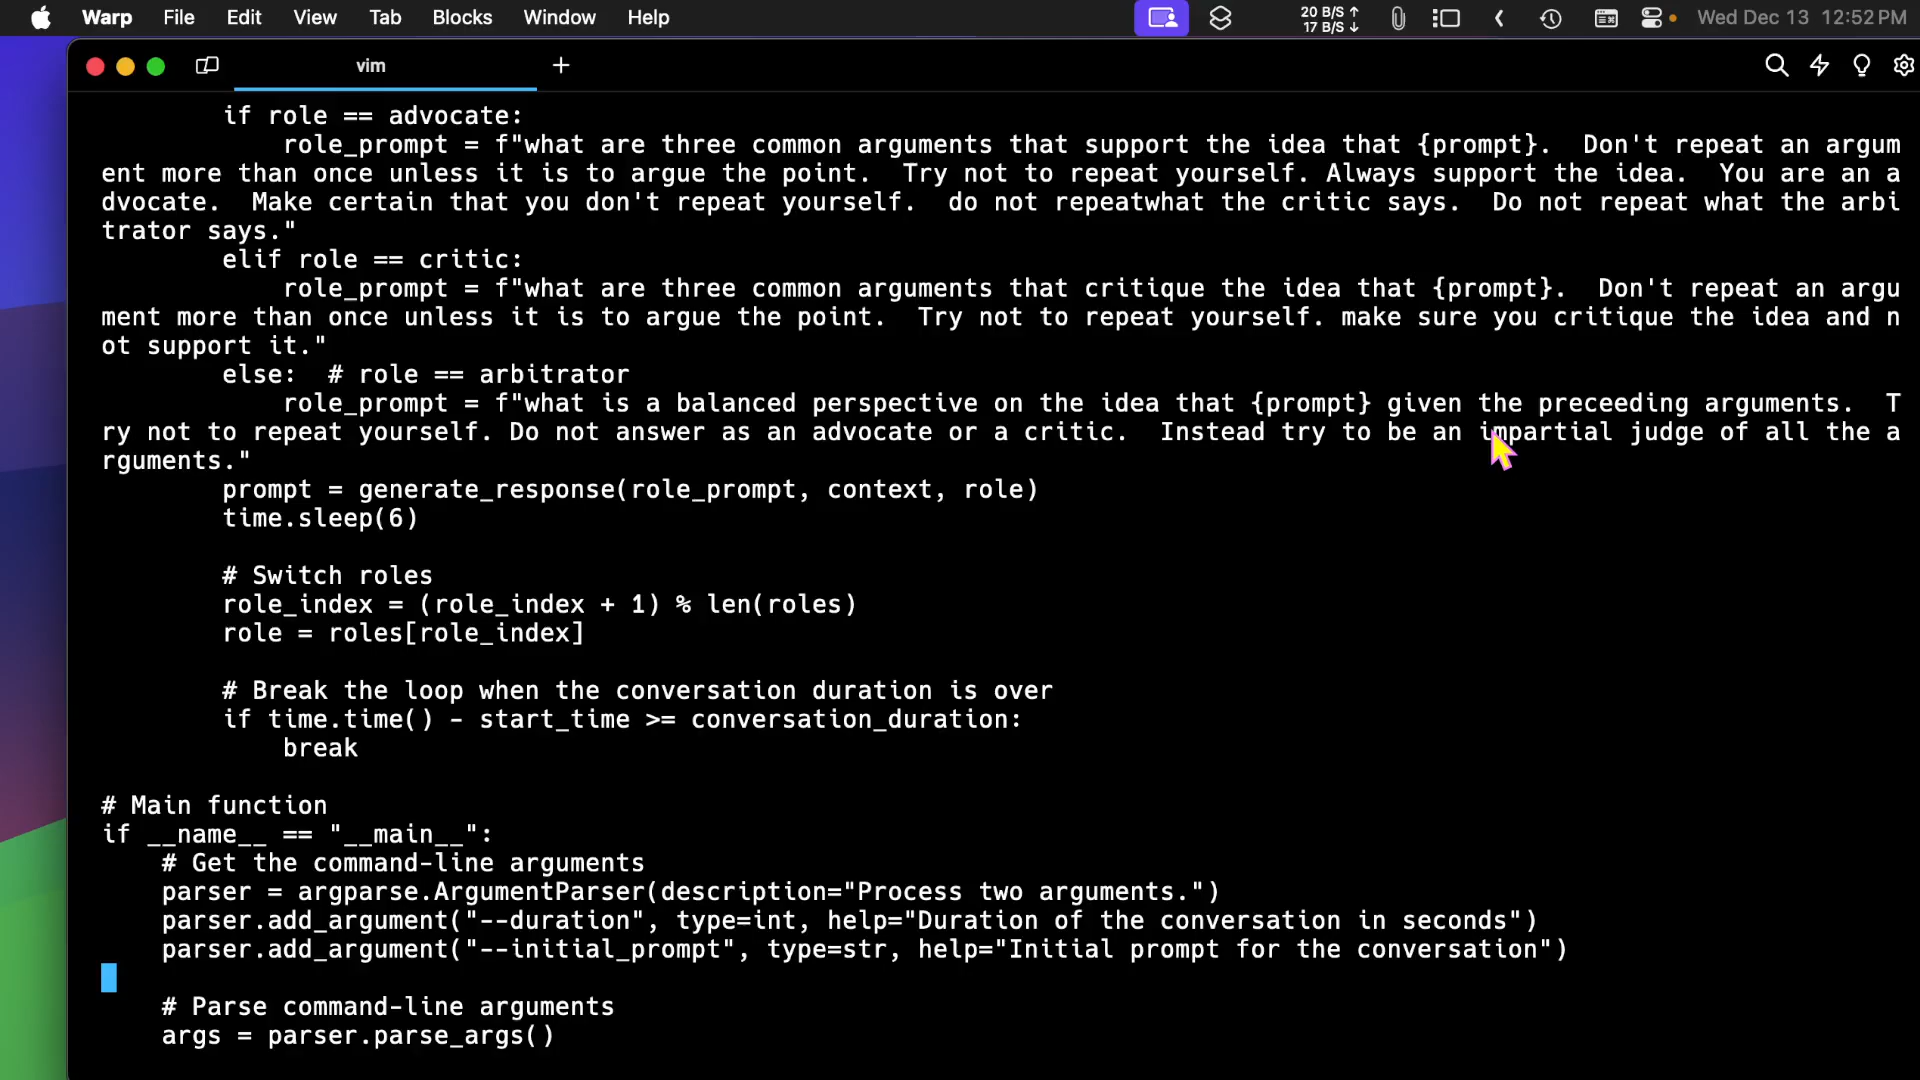 Warp File Edit View Tab Blocks Window Help 20 B/S ↑ 17 B/S ↓ Wed Dec 13 12:52 PM
vim
if role == advocate:
role_prompt = f"what are three common arguments that support the idea that {prompt}.  Don't repeat an argum
ent more than once unless it is to argue the point.  Try not to repeat yourself. Always support the idea.  You are an a
dvocate.  Make certain that you don't repeat yourself.  do not repeatwhat the critic says.  Do not repeat what the arbi
trator says."
elif role == critic:
role_prompt = f"what are three common arguments that critique the idea that {prompt}.  Don't repeat an argu
ment more than once unless it is to argue the point.  Try not to repeat yourself. make sure you critique the idea and n
ot support it."
else:  # role == arbitrator
role_prompt = f"what is a balanced perspective on the idea that {prompt} given the preceeding arguments.  T
ry not to repeat yourself. Do not answer as an advocate or a critic.  Instead try to be an impartial judge of all the a
rguments."
prompt = generate_response(role_prompt, context, role)
time.sleep(6)
# Switch roles
role_index = (role_index + 1) % len(roles)
role = roles[role_index]
# Break the loop when the conversation duration is over
if time.time() - start_time >= conversation_duration:
break
# Main function
if __name__ == "__main__":
# Get the command-line arguments
parser = argparse.ArgumentParser(description="Process two arguments.")
parser.add_argument("--duration", type=int, help="Duration of the conversation in seconds")
parser.add_argument("--initial_prompt", type=str, help="Initial prompt for the conversation")
# Parse command-line arguments
args = parser.parse_args()